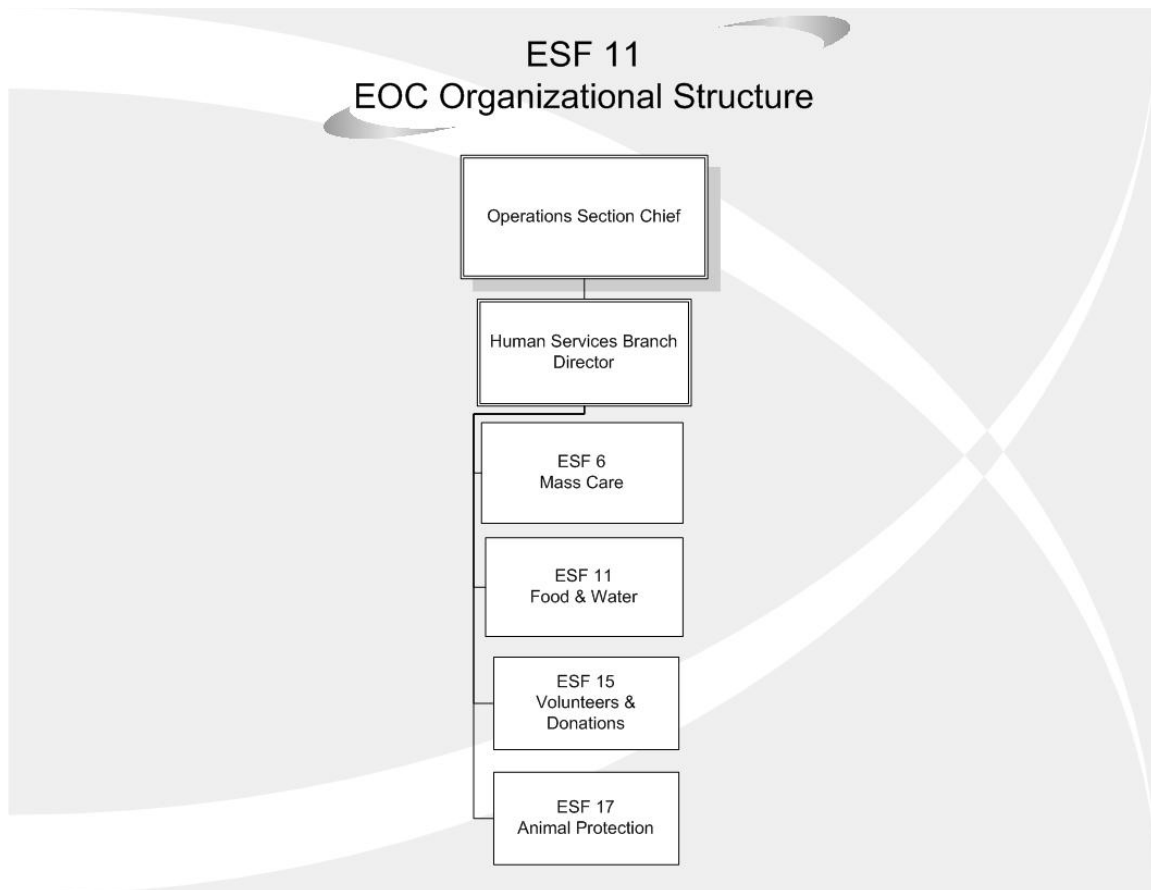 ESF 11
EOC Organizational Structure
Operations Section Chief
Human Services Branch
Director
ESF 6
Mass Care
ESF 11
Food & Water
ESF 15
Volunteers &
Donations
ESF 17
Animal Protection